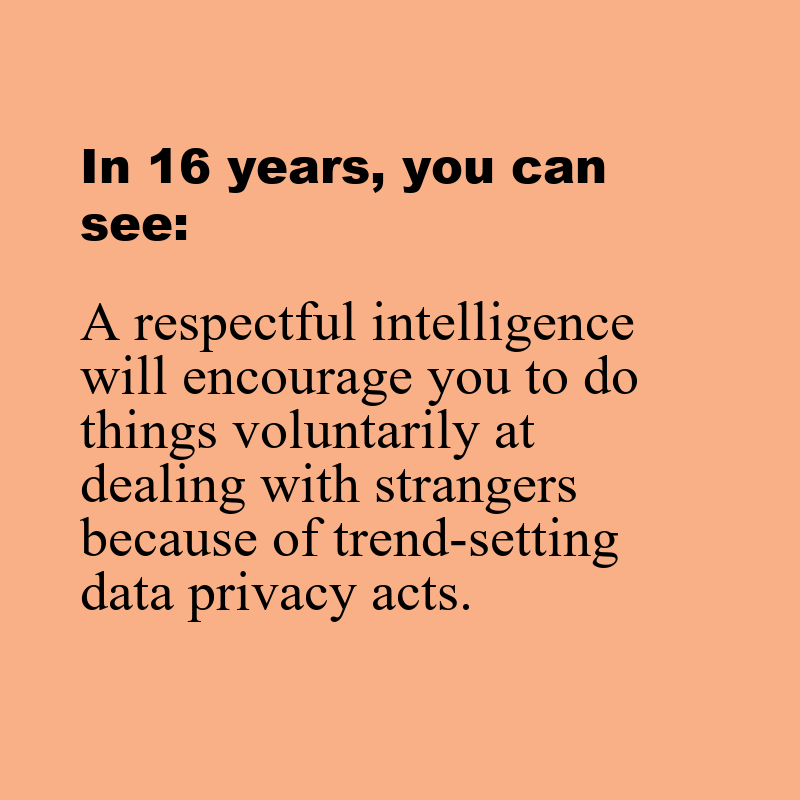 In 16 years, you can
see:
A respectful intelligence
will encourage you to do
things voluntarily at
dealing with strangers
because of trend-setting
data privacy acts.